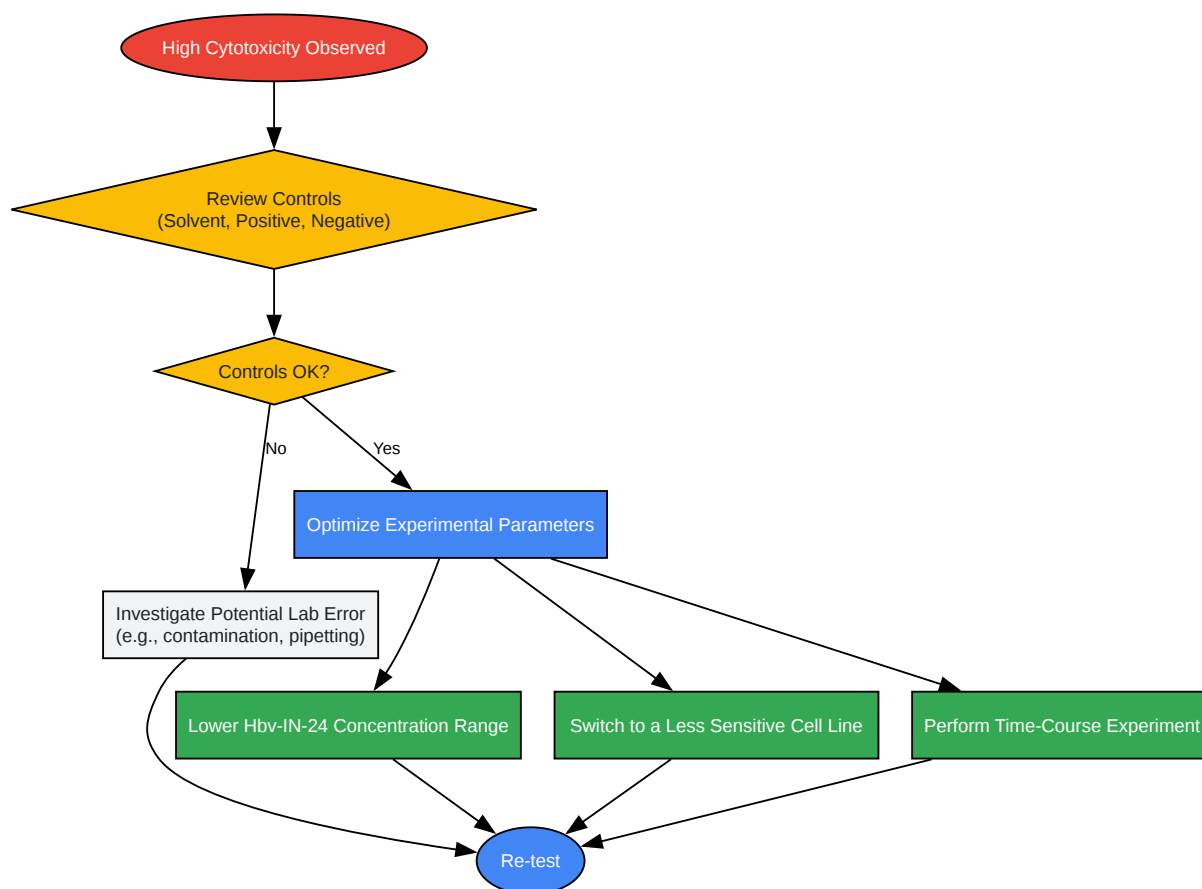 High Cytotoxicity Observed
Review Controls
(Solvent, Positive, Negative)
Controls OK?
No
Yes
Optimize Experimental Parameters
Investigate Potential Lab Error
(e.g., contamination, pipetting)
Lower Hbv-IN-24 Concentration Range
Switch to a Less Sensitive Cell Line
Perform Time-Course Experiment
Re-test